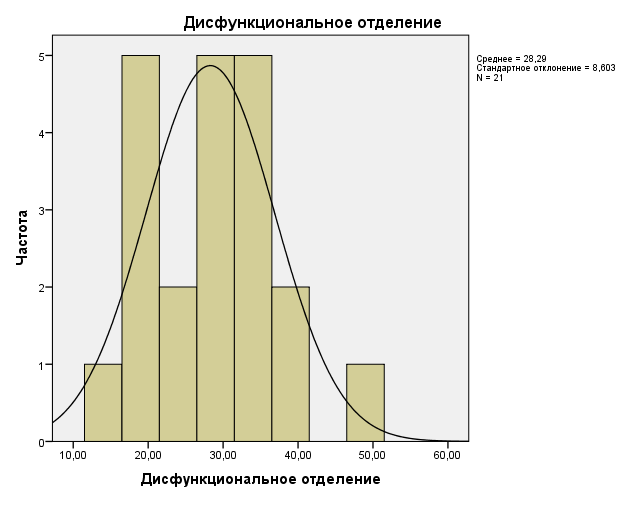 Дисфункциональное отделение
Среднее = 28,29
Стандартное отклонение = 8,603
N = 21
Частота
5
4
3
2
1
0
10,00 20,00 30,00 40,00 50,00 60,00
Дисфункциональное отделение